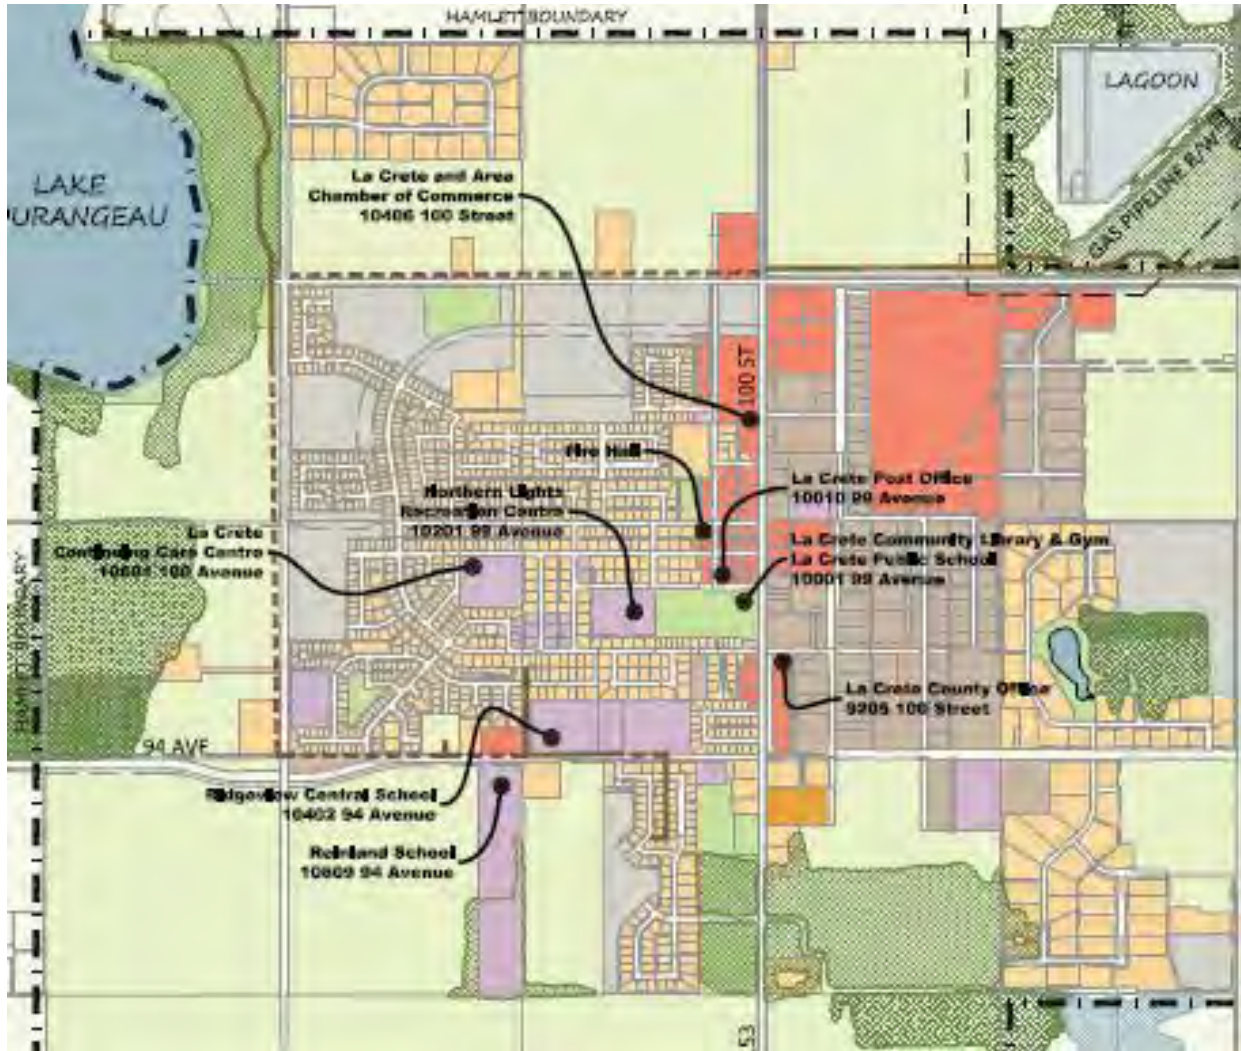 HAMLET BOUNDARY
LAGOON
LAKE
URANGEAU
GAS PIPELINE R/W
La Crete and Area
Chamber of Commerce
10406 100 Street
100 ST
Fire Hall
La Crete Post Office
10010 99 Avenue
Northern Lights
Recreation Centre
10201 99 Avenue
La Crete
Continuing Care Centre
100 Avenue
La Crete Community Library & Gym
La Crete Public School
10001 99 Avenue
HAMLET BOUNDARY
La Crete County Office
9205 100 Street
94 AVE
Ridgeview Central School
10402 94 Avenue
Reinland School
10609 94 Avenue
53